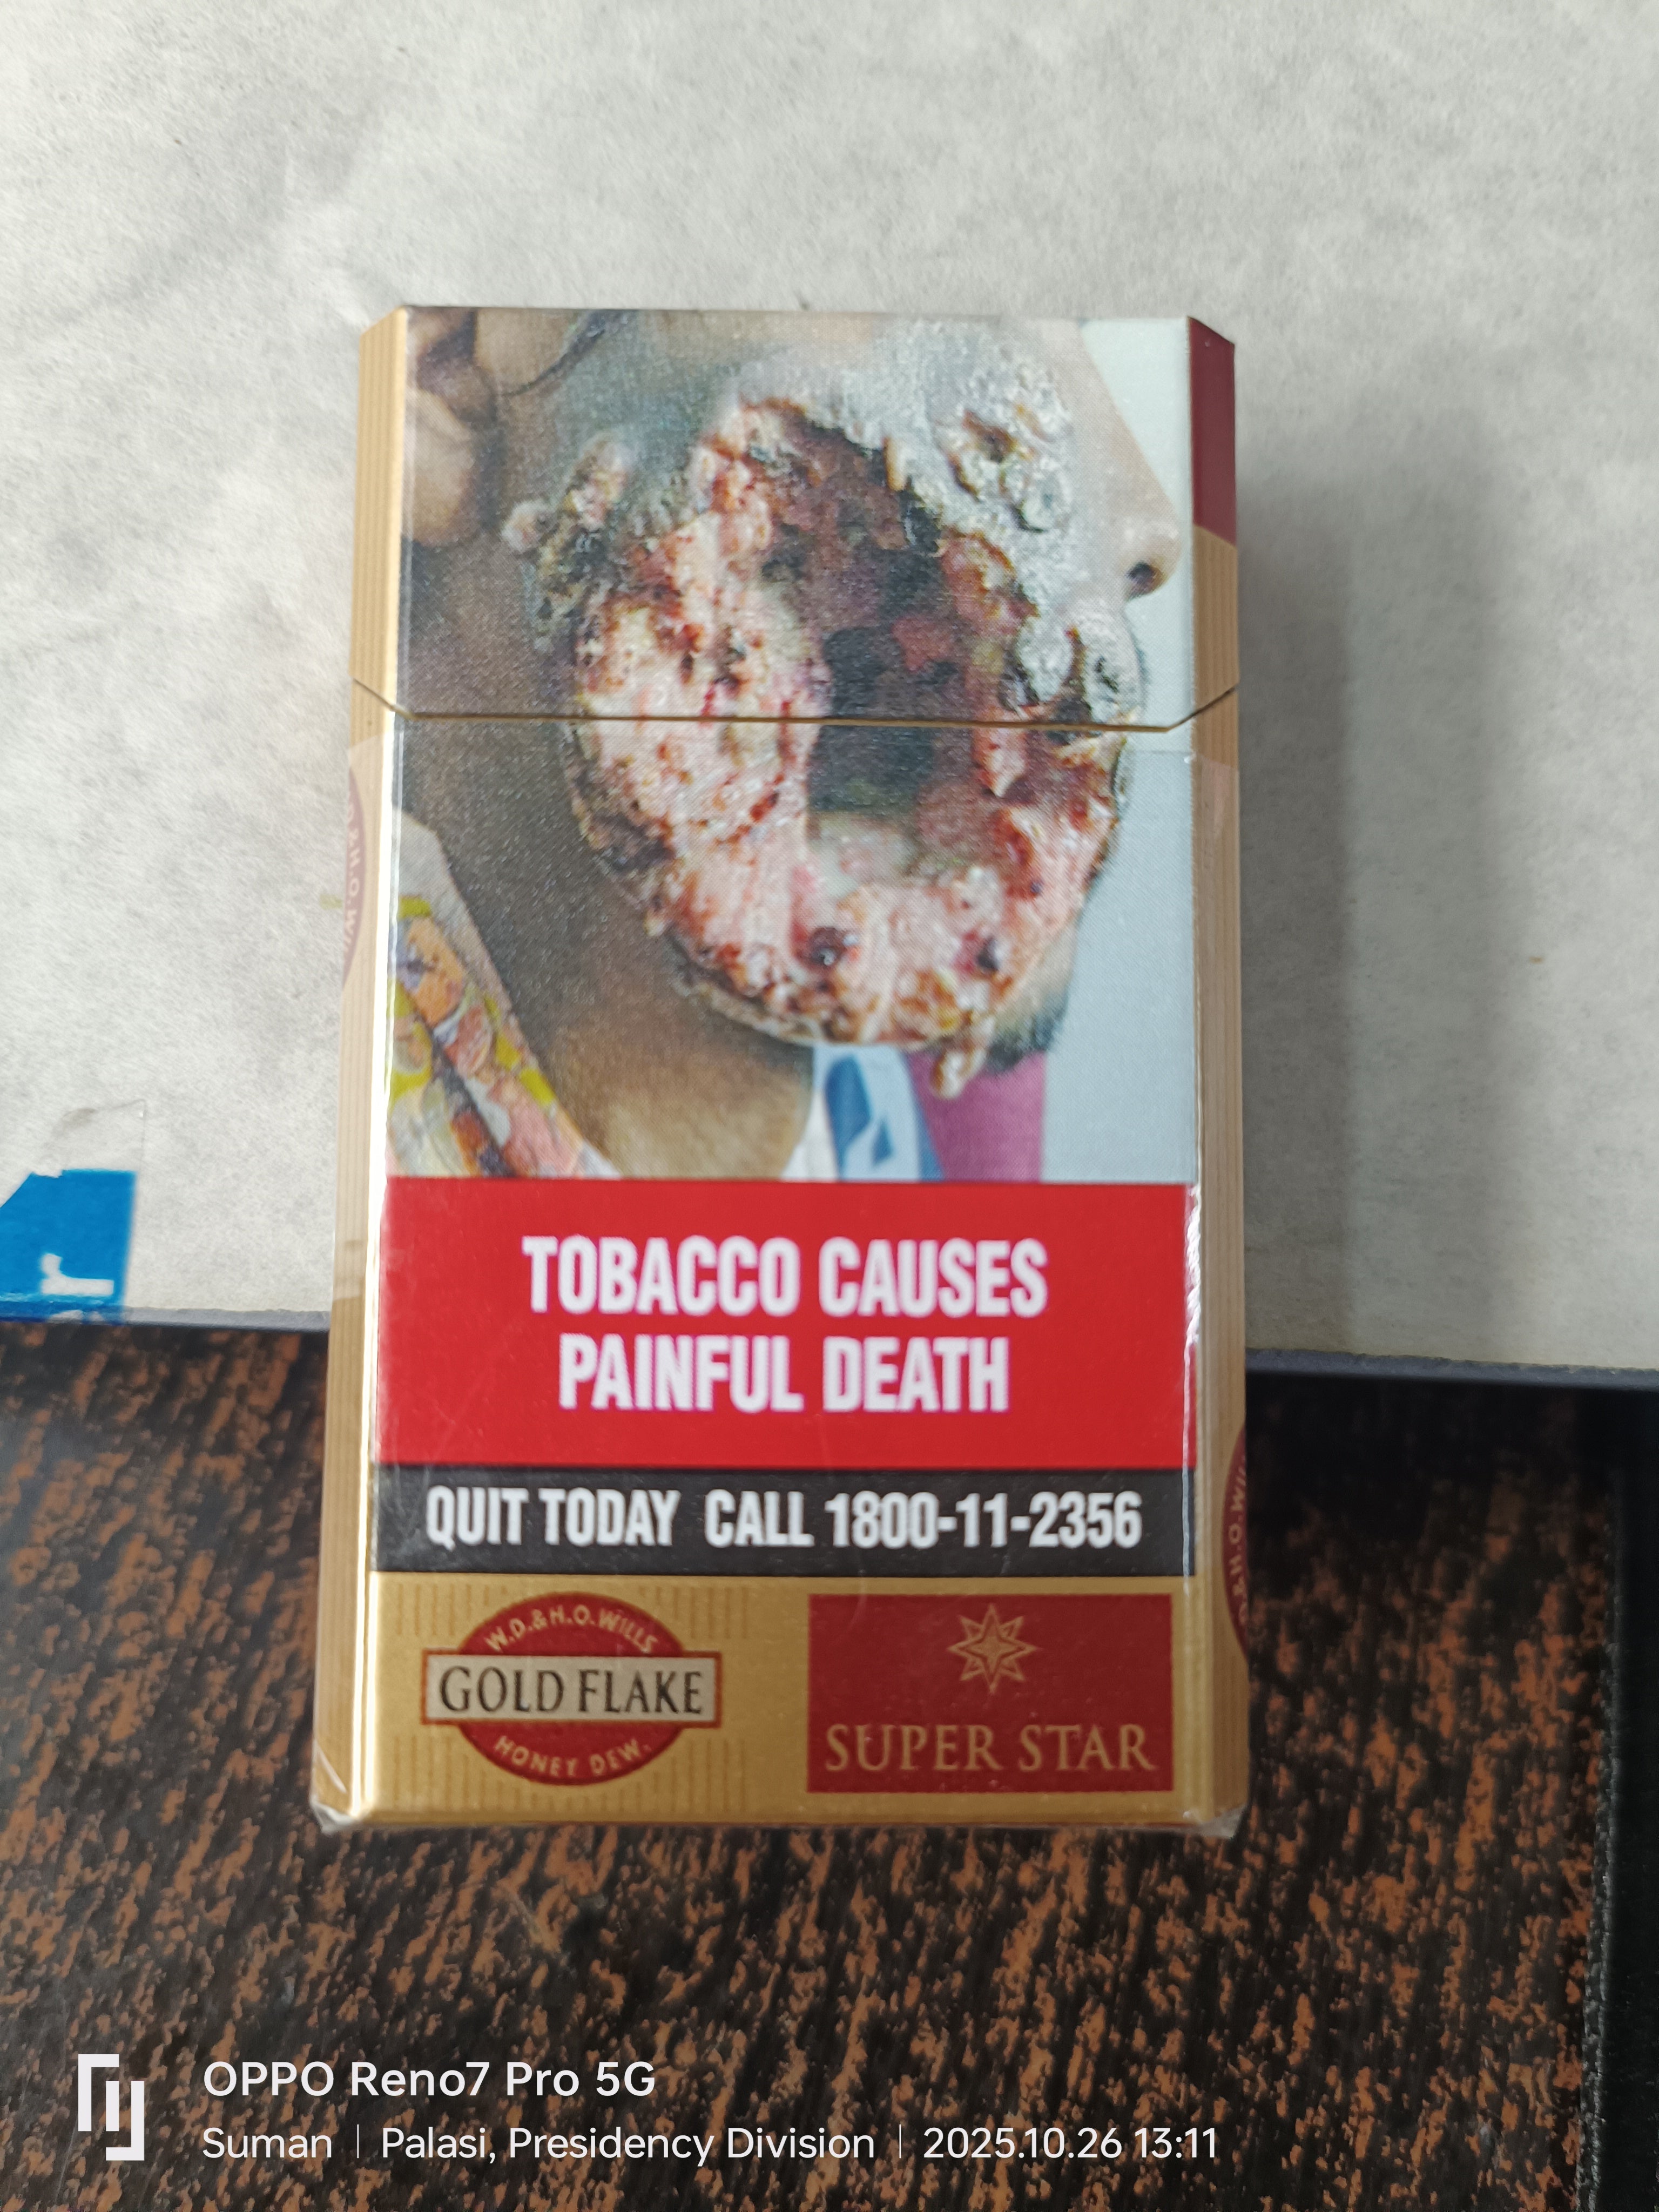 TOBACCO CAUSES
PAINFUL DEATH
QUIT TODAY CALL 1800-11-2356
W.D.&H.O. WILLS
GOLD FLAKE
HONEY DEW.
SUPER STAR
OPPO Reno7 Pro 5G
Suman | Palasi, Presidency Division | 2025.10.26 13:11